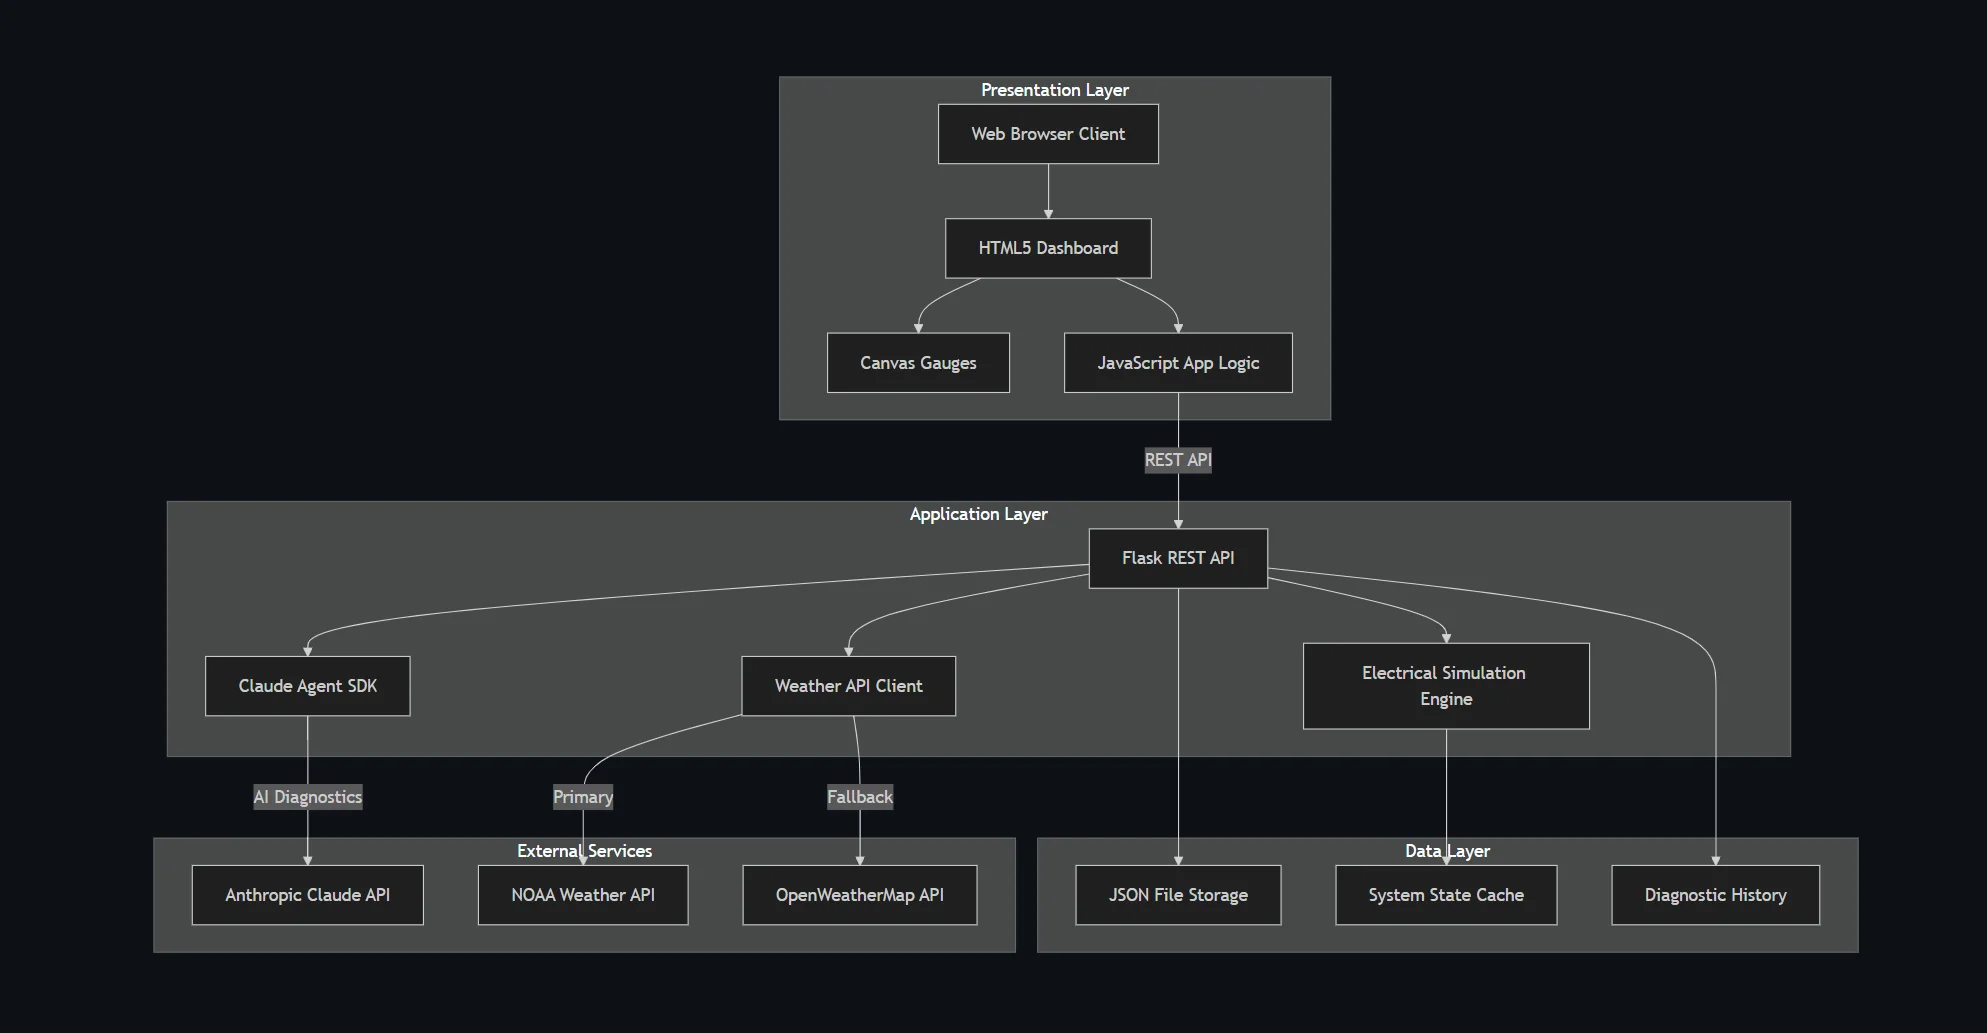 Presentation Layer
Web Browser Client
HTML5 Dashboard
Canvas Gauges
JavaScript App Logic
REST API
Application Layer
Flask REST API
Claude Agent SDK
Weather API Client
Electrical Simulation
Engine
AI Diagnostics
Primary
Fallback
External Services
Data Layer
Anthropic Claude API
NOAA Weather API
OpenWeatherMap API
JSON File Storage
System State Cache
Diagnostic History